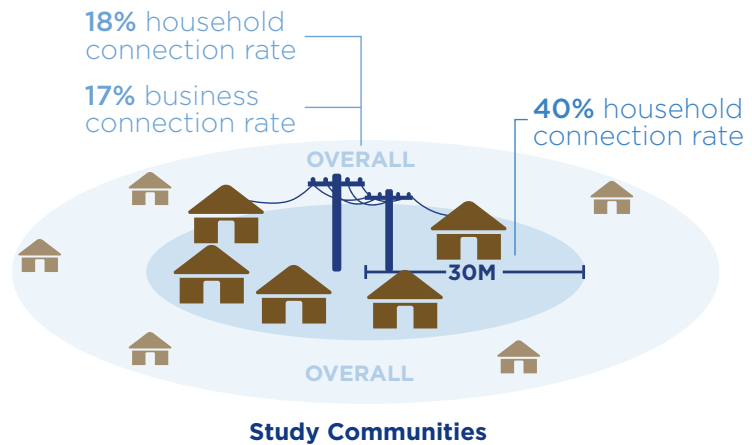 18% household
connection rate
17% business
connection rate
40% household
connection rate
OVERALL
30M
OVERALL
Study Communities